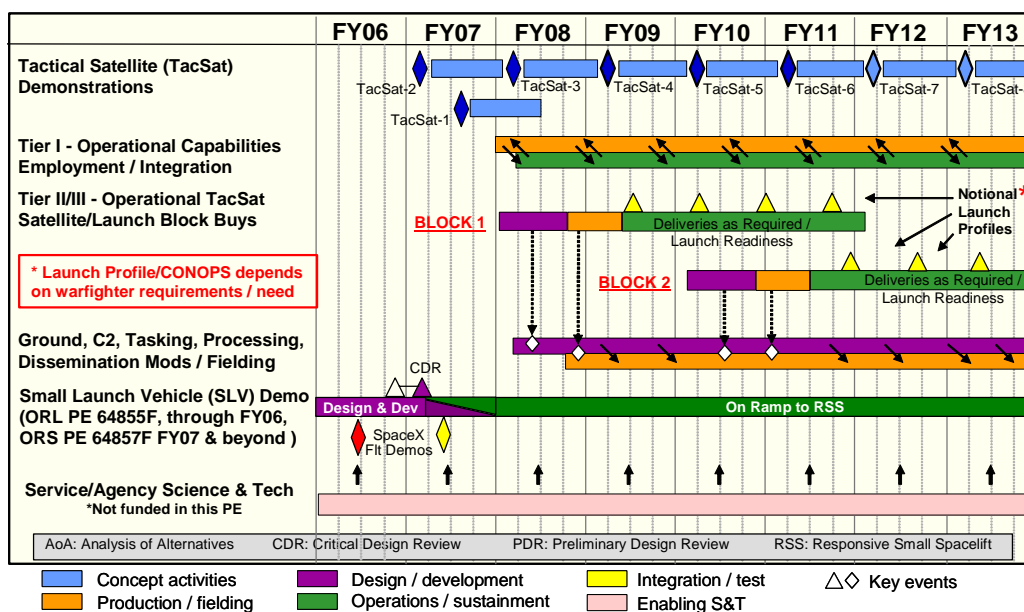 FY06 FY07 FY08 FY09 FY10 FY11 FY12 FY13
Tactical Satellite (TacSat)
Demonstrations
TacSat-2
TacSat-3
TacSat-4
TacSat-5
TacSat-6
TacSat-7
TacSat-
TacSat-1
Tier I - Operational Capabilities
Employment / Integration
Tier II/III - Operational TacSat
Satellite/Launch Block Buys
BLOCK 1
Deliveries as Required /
Launch Readiness
Notional*
Launch
Profiles
* Launch Profile/CONOPS depends
on warfighter requirements / need
BLOCK 2
Deliveries as Required /
Launch Readiness
Ground, C2, Tasking, Processing,
Dissemination Mods / Fielding
CDR
Small Launch Vehicle (SLV) Demo
(ORL PE 64855F, through FY06,
ORS PE 64857F FY07 & beyond )
Design & Dev
On Ramp to RSS
SpaceX
Flt Demos
Service/Agency Science & Tech
*Not funded in this PE
AoA: Analysis of Alternatives CDR: Critical Design Review PDR: Preliminary Design Review RSS: Responsive Small Spacelift
Concept activities
Design / development
Integration / test
Key events
Production / fielding
Operations / sustainment
Enabling S&T